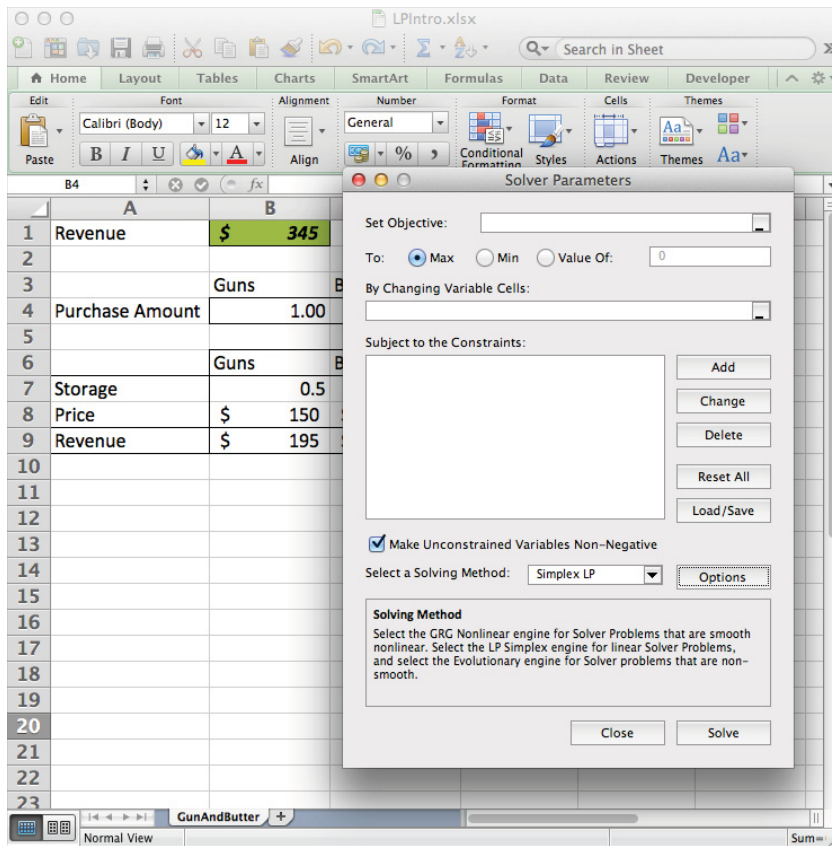 LPIntro.xlsx
Search in Sheet
Home Layout Tables Charts SmartArt Formulas Data Review Developer
Edit Font Alignment Number Format Cells Themes
Calibri (Body) 12 General
Paste B I U A Align % , Conditional Formatting Styles Actions Themes Aa
B4 fx
Solver Parameters
A B
1 Revenue $ 345
2
3 Guns B
4 Purchase Amount 1.00
5
6 Guns B
7 Storage 0.5
8 Price $ 150
9 Revenue $ 195
10
11
12
13
14
15
16
17
18
19
20
21
22
23
Set Objective:
To: Max Min Value Of: 0
By Changing Variable Cells:
Subject to the Constraints:
Add
Change
Delete
Reset All
Load/Save
Make Unconstrained Variables Non-Negative
Select a Solving Method: Simplex LP Options
Solving Method
Select the GRG Nonlinear engine for Solver Problems that are smooth
nonlinear. Select the LP Simplex engine for linear Solver Problems,
and select the Evolutionary engine for Solver problems that are non-
smooth.
Close Solve
GunAndButter +
Normal View Sum=